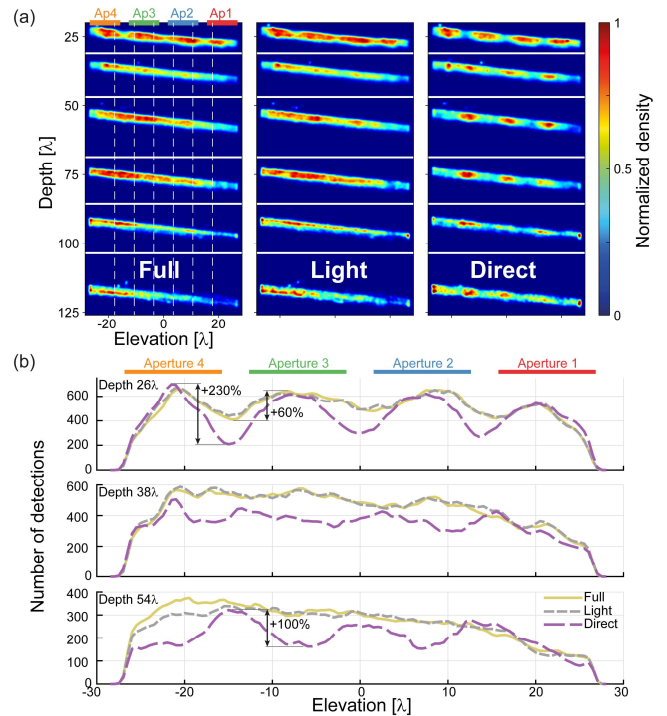 (a)
Ap4 Ap3 Ap2 Ap1
25
50
75
100
125
Depth [λ]
Full
Light
Direct
-20 0 20
Elevation [λ]
Elevation [λ]
1
0.5
0
Normalized density
(b)
Aperture 4 Aperture 3 Aperture 2 Aperture 1
Depth 26λ
600
400
200
0
+230%
+60%
Depth 38λ
600
400
200
0
Number of detections
Depth 54λ
400
300
200
100
0
+100%
Full
Light
Direct
-30 -20 -10 0 10 20 30
Elevation [λ]